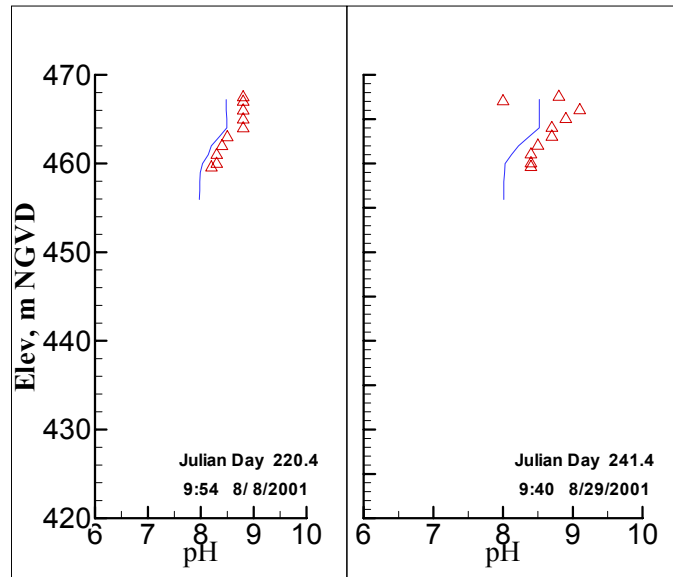 470
460
450
440
430
420
Elev, m NGVD
Julian Day 220.4
9:54 8/ 8/2001
6 7 8 9 10
pH
Julian Day 241.4
9:40 8/29/2001
6 7 8 9 10
pH